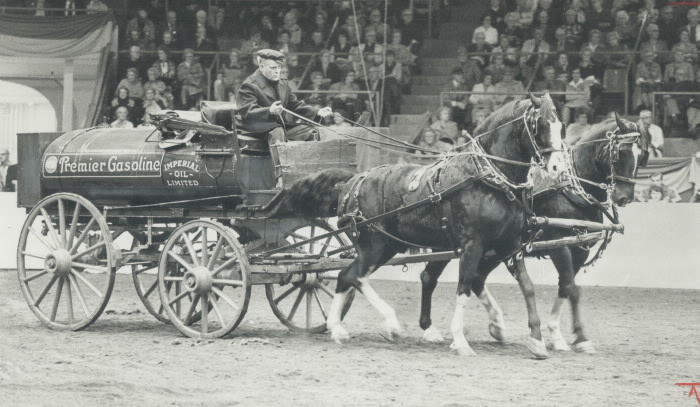 Premier Gasoline
IMPERIAL
OIL
LIMITED